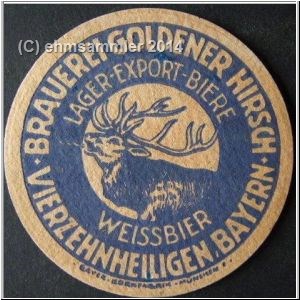 (C) ehmsammler 2014
BRAUEREI GOLDENER HIRSCH
LAGER-EXPORT-BIERE
WEISSBIER
VIERZEHNHEILIGEN/BAYERN